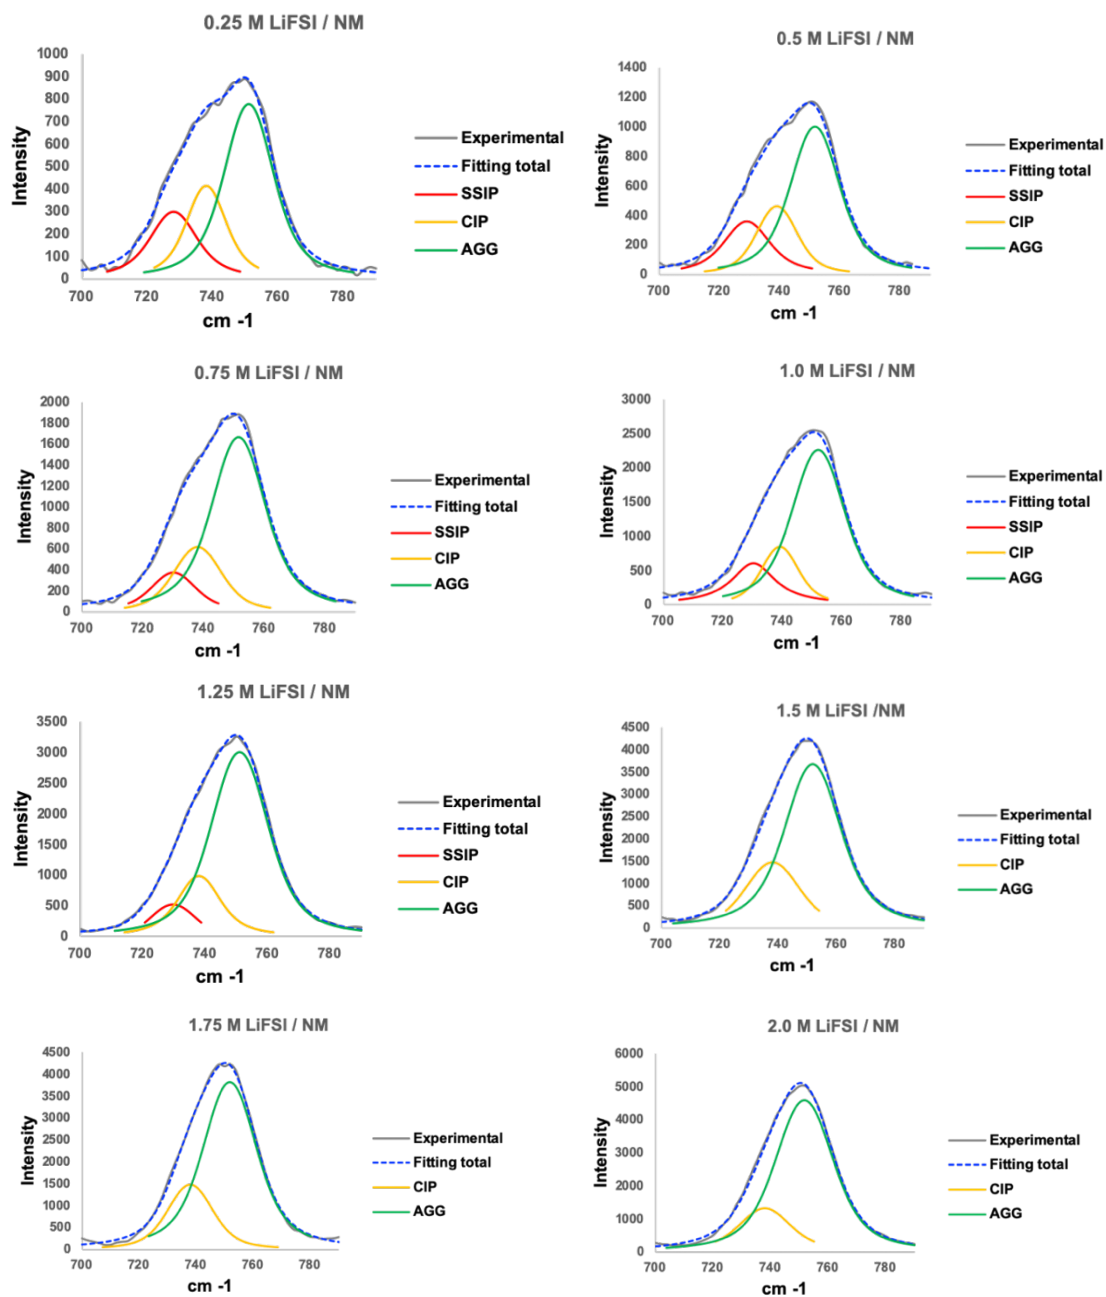 0.25 M LiFSI / NM
1000
900
800
700
600
500
400
300
200
100
0
Intensity
700 720 740 760 780
cm -1
Experimental
Fitting total
SSIP
CIP
AGG
0.5 M LiFSI / NM
1400
1200
1000
800
600
400
200
0
Intensity
700 720 740 760 780
cm -1
Experimental
Fitting total
SSIP
CIP
AGG
0.75 M LiFSI / NM
2000
1800
1600
1400
1200
1000
800
600
400
200
0
Intensity
700 720 740 760 780
cm -1
Experimental
Fitting total
SSIP
CIP
AGG
1.0 M LiFSI / NM
3000
2500
2000
1500
1000
500
0
Intensity
700 720 740 760 780
cm -1
Experimental
Fitting total
SSIP
CIP
AGG
1.25 M LiFSI / NM
3500
3000
2500
2000
1500
1000
500
0
Intensity
700 720 740 760 780
cm -1
Experimental
Fitting total
SSIP
CIP
AGG
1.5 M LiFSI /NM
4500
4000
3500
3000
2500
2000
1500
1000
500
0
Intensity
700 720 740 760 780
cm -1
Experimental
Fitting total
CIP
AGG
1.75 M LiFSI / NM
4500
4000
3500
3000
2500
2000
1500
1000
500
0
Intensity
700 720 740 760 780
cm -1
Experimental
Fitting total
CIP
AGG
2.0 M LiFSI / NM
6000
5000
4000
3000
2000
1000
0
Intensity
700 720 740 760 780
cm -1
Experimental
Fitting total
CIP
AGG